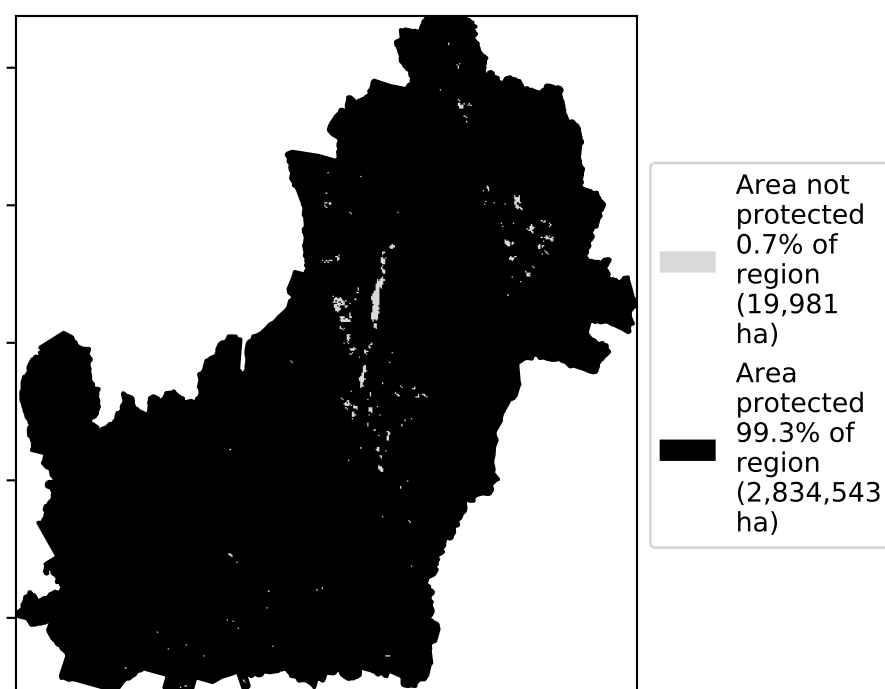 Area not
protected
0.7% of
region
(19,981
ha)
Area
protected
99.3% of
region
(2,834,543
ha)